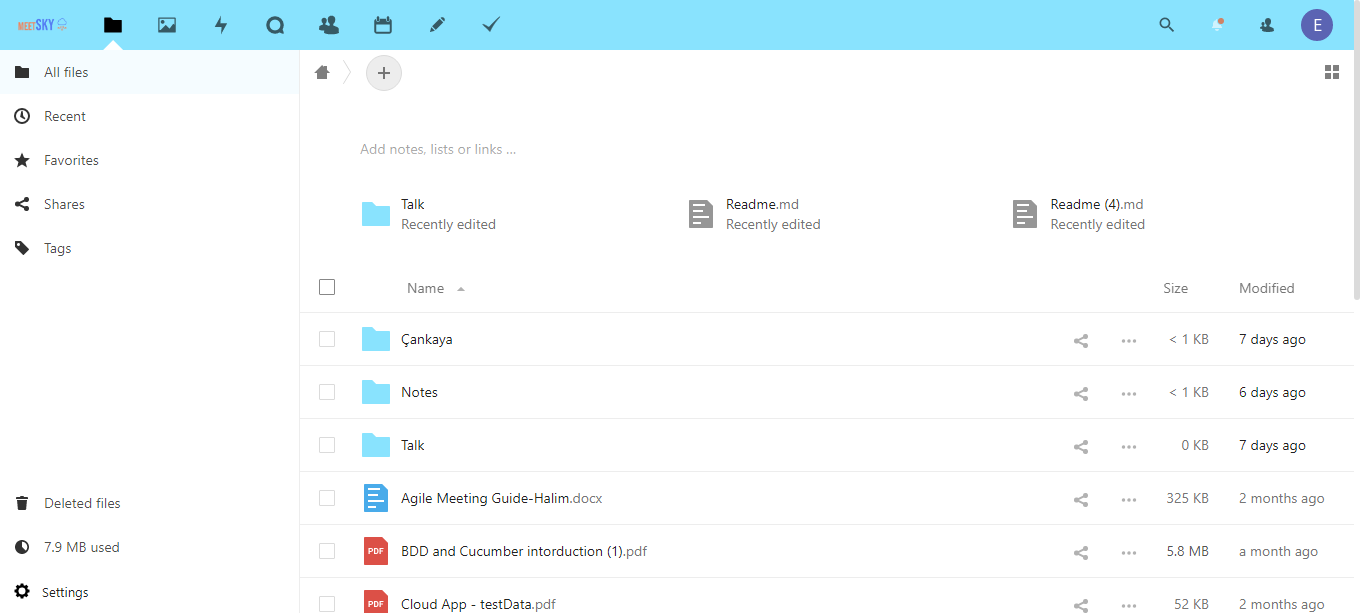 MEETSKY
E
All files
Recent
Favorites
Shares
Tags
Deleted files
7.9 MB used
Settings
Add notes, lists or links ...
Talk
Recently edited
Readme.md
Recently edited
Readme (4).md
Recently edited
Name Size Modified
Çankaya < 1 KB 7 days ago
Notes < 1 KB 6 days ago
Talk 0 KB 7 days ago
Agile Meeting Guide-Halim.docx 325 KB 2 months ago
PDF BDD and Cucumber intorduction (1).pdf 5.8 MB a month ago
PDF Cloud App - testData.pdf 52 KB 2 months ago